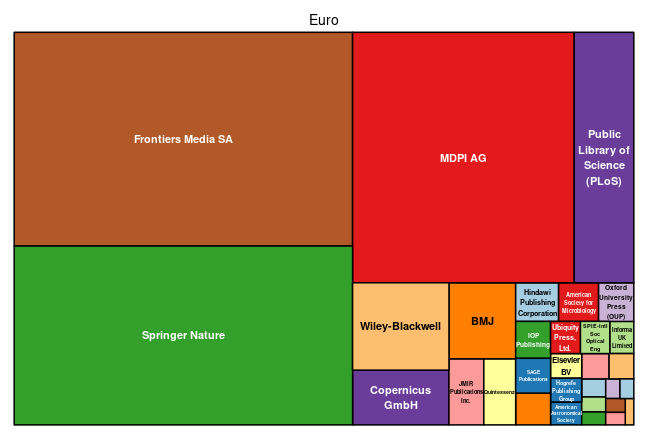 Euro
Frontiers Media SA
MDPI AG
Public
Library of
Science
(PLoS)
Springer Nature
Wiley-Blackwell
BMJ
Hindawi
Publishing
Corporation
American
Society for
Microbiology
Oxford
University
Press
(OUP)
IOP
Publishing
Ubiquity
Press,
Ltd.
SPIE-Intl
Soc
Optical
Eng
Informa
UK
Limited
Copernicus
GmbH
JMIR
Publications
Inc.
Quintessenz
SAGE
Publications
Elsevier
BV
Hogrefe
Publishing
Group
American
Astronomical
Society